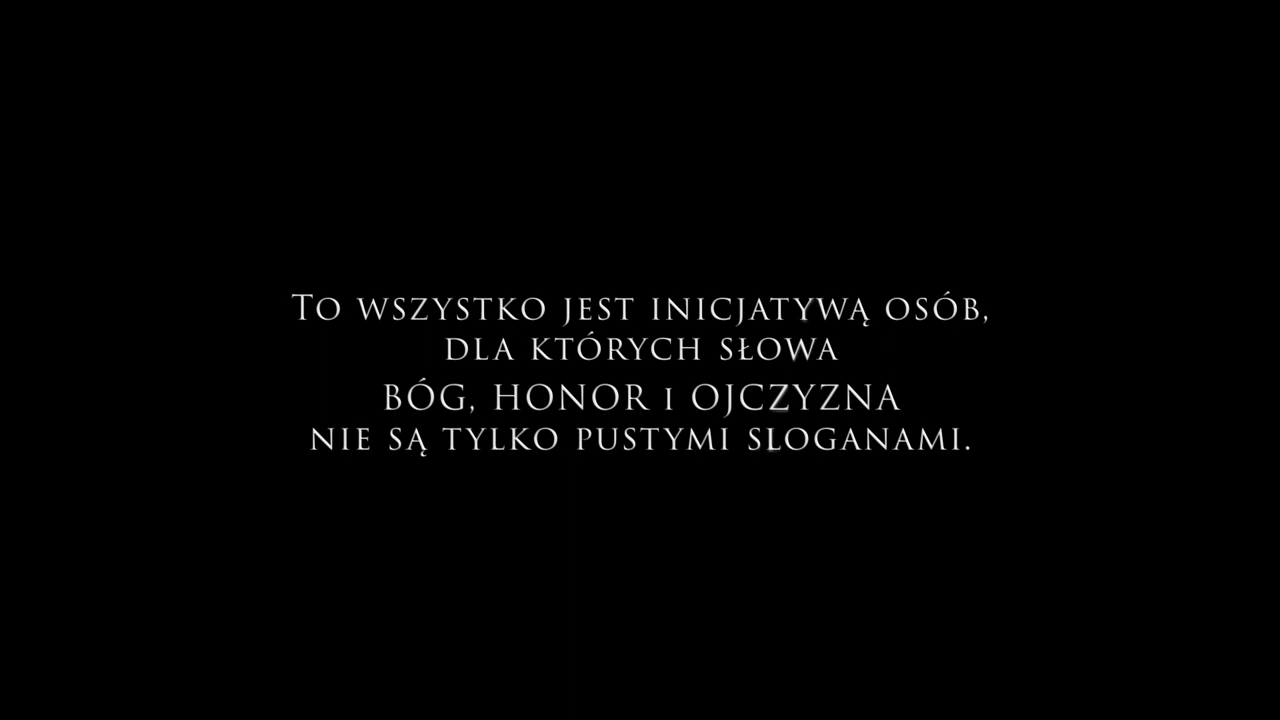 To wszystko jest inicjatywą osób,
dla których słowa
BÓG, HONOR i OJCZYZNA
nie są tylko pustymi sloganami.